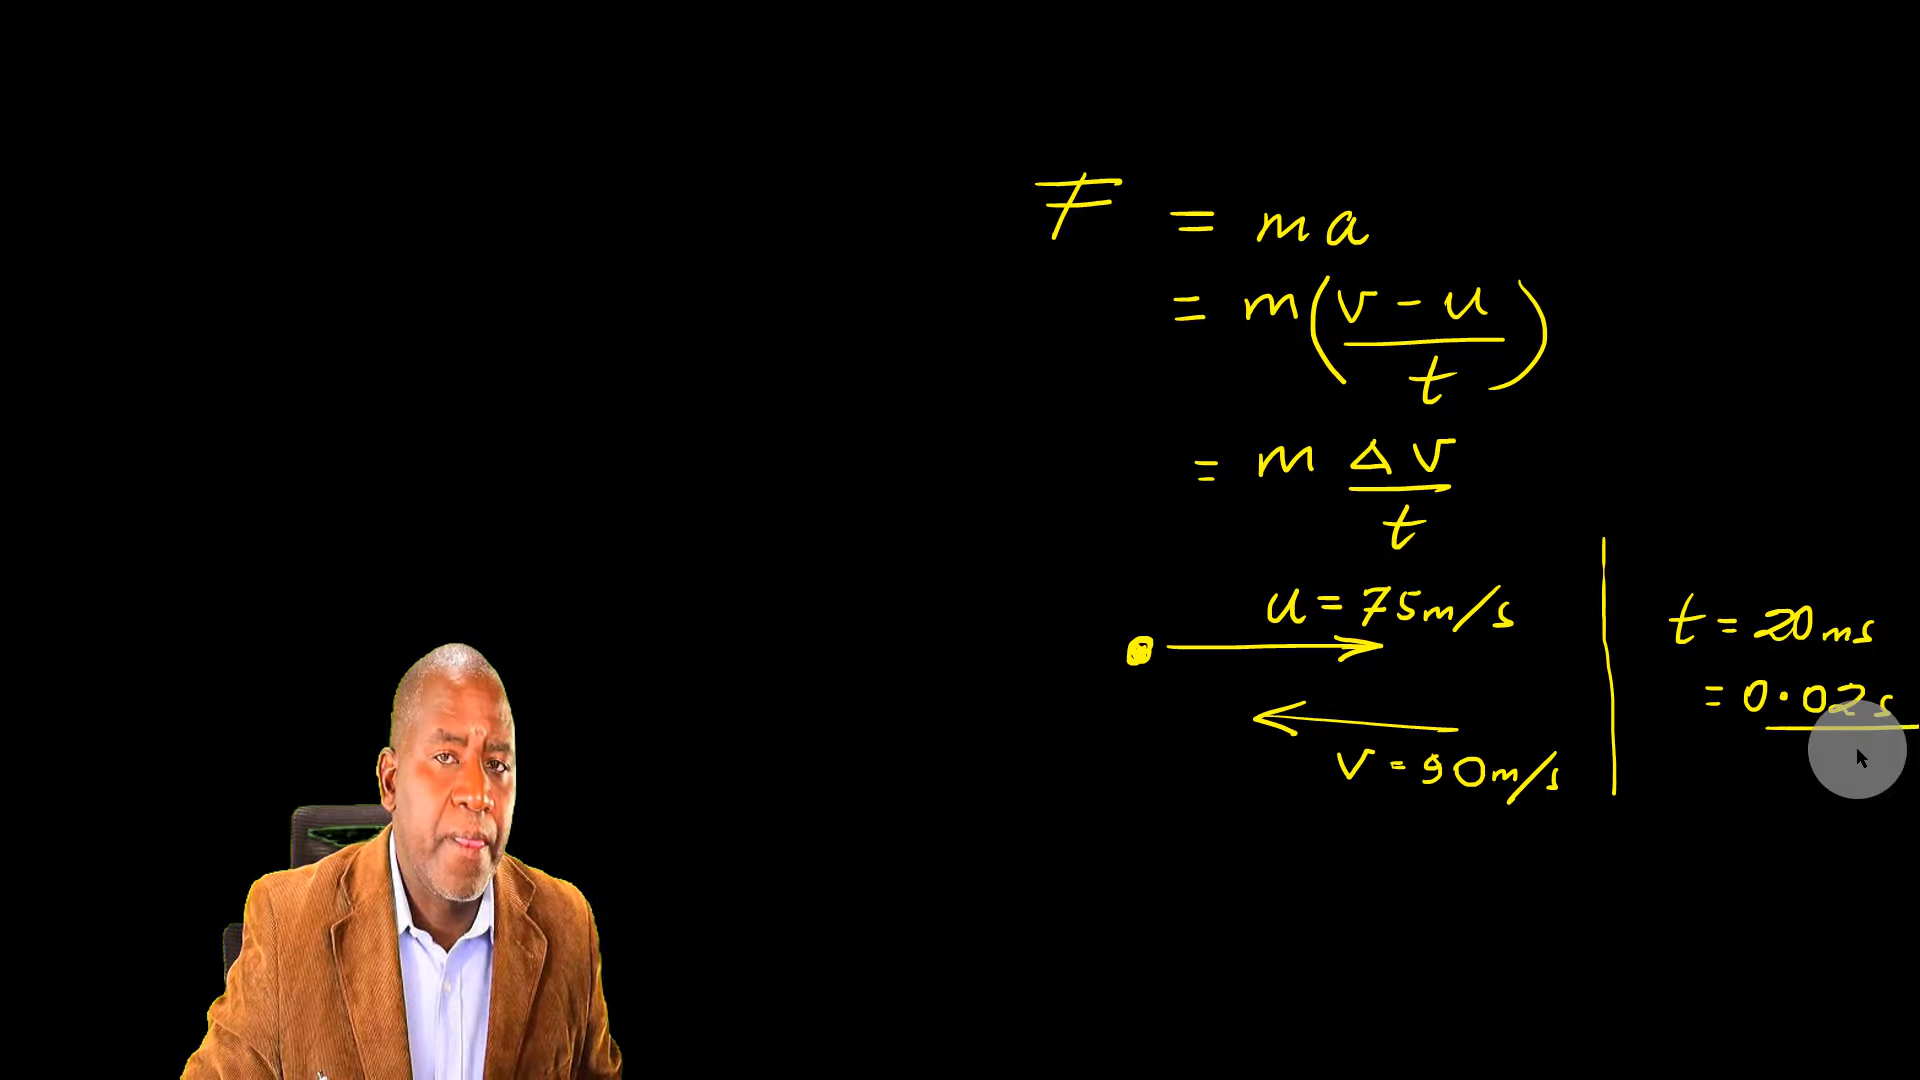 F = ma
= m(v - u / t)
= m Δv / t
u = 75m/s
t = 20ms
= 0.02s
v = 90m/s